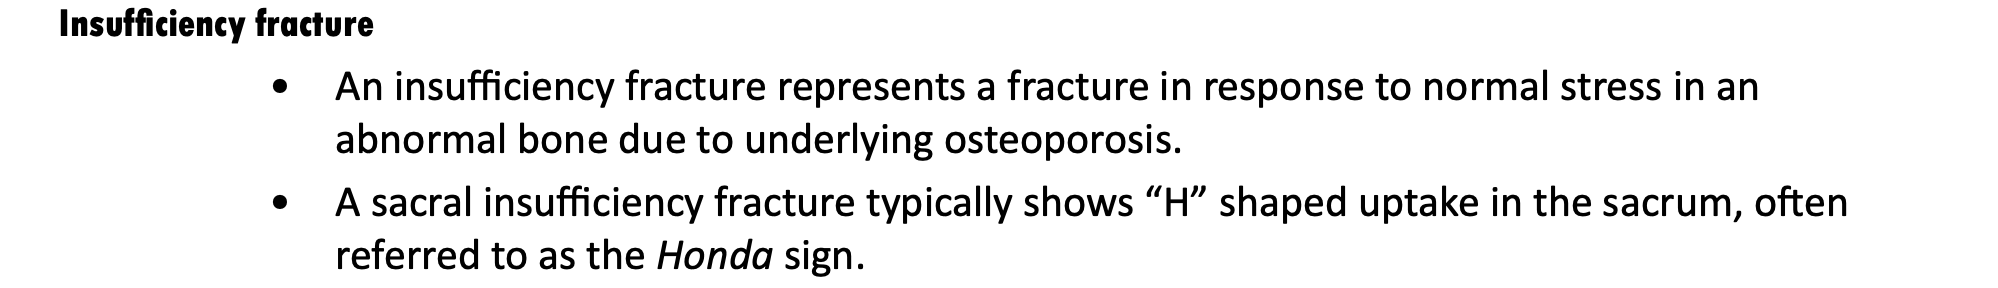 Insufficiency fracture
• An insufficiency fracture represents a fracture in response to normal stress in an
abnormal bone due to underlying osteoporosis.
• A sacral insufficiency fracture typically shows “H” shaped uptake in the sacrum, often
referred to as the Honda sign.